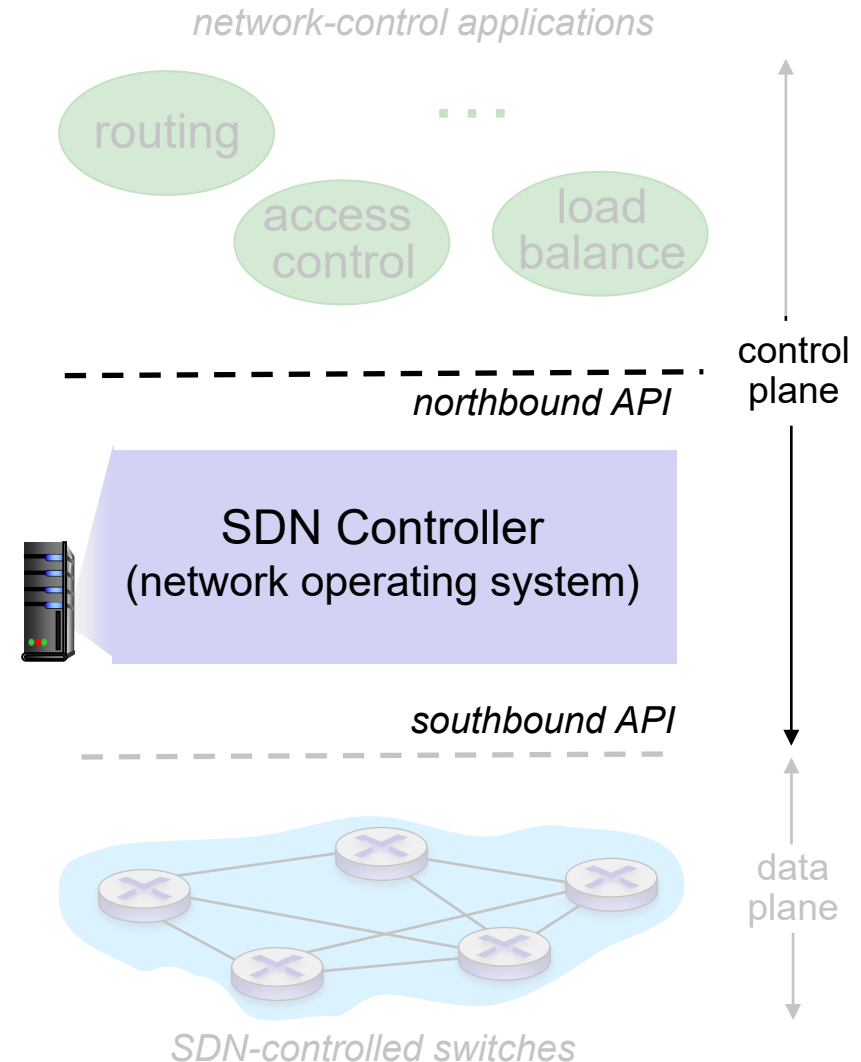 network-control applications
routing
. . .
access
control
load
balance
control
plane
northbound API
SDN Controller
(network operating system)
southbound API
data
plane
SDN-controlled switches